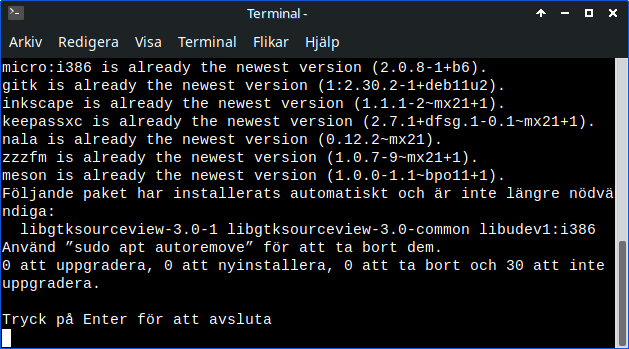 Terminal -
Arkiv Redigera Visa Terminal Flikar Hjälp
micro:i386 is already the newest version (2.0.8-1+b6).
gitk is already the newest version (1:2.30.2-1+deb11u2).
inkscape is already the newest version (1.1.1-2~mx21+1).
keepassxc is already the newest version (2.7.1+dfsg.1-0.1~mx21+1).
nala is already the newest version (0.12.2~mx21).
zzzfm is already the newest version (1.0.7-9~mx21+1).
meson is already the newest version (1.0.0-1.1~bpo11+1).
Följande paket har installerats automatiskt och är inte längre nödvä
ndiga:
  libgtksourceview-3.0-1 libgtksourceview-3.0-common libudev1:i386
Använd ”sudo apt autoremove” för att ta bort dem.
0 att uppgradera, 0 att nyinstallera, 0 att ta bort och 30 att inte
uppgradera.
Tryck på Enter för att avsluta